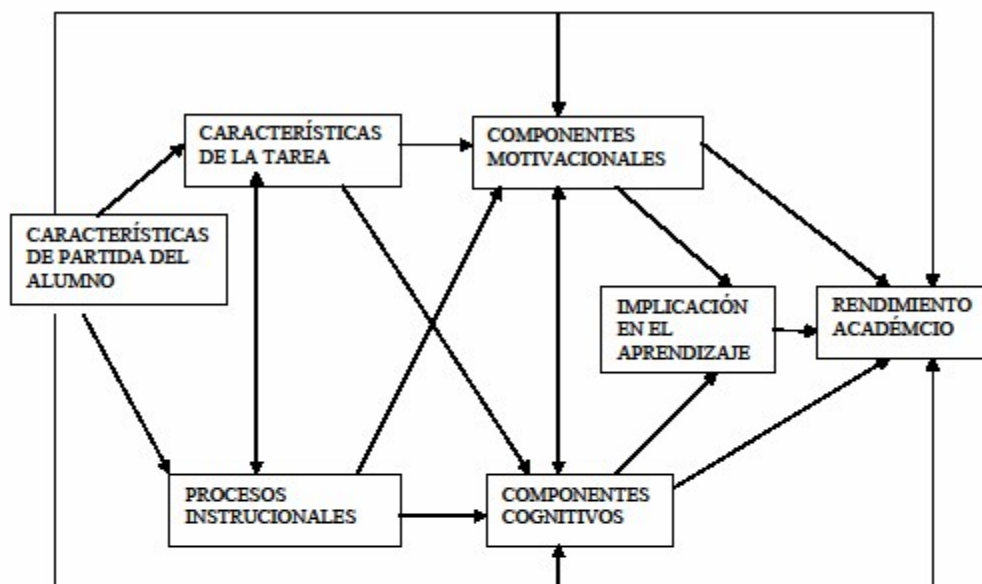 CARACTERÍSTICAS
DE LA TAREA
COMPONENTES
MOTIVACIONALES
CARACTERÍSTICAS
DE PARTIDA DEL
ALUMNO
IMPLICACIÓN
EN EL
APRENDIZAJE
RENDIMIENTO
ACADÉMCIO
PROCESOS
INSTRUCIONALES
COMPONENTES
COGNITIVOS